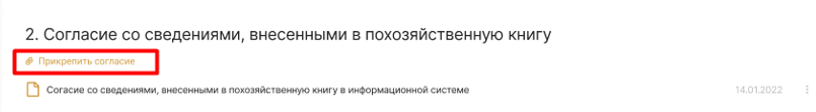 2. Согласие со сведениями, внесенными в похозяйственную книгу
Прикрепить согласие
Согасие со сведениями, внесенными в похозяйственную книгу в информационной системе 14.01.2022